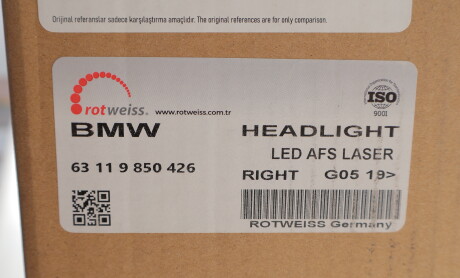 Orijinal referanslar sadece karşılaştırma amaçlıdır. The original references are for only comparison.
rotweiss. www.rotweiss.com.tr
ISO
9001
BMW HEADLIGHT
LED AFS LASER
63 11 9 850 426
RIGHT G05 19>
ROTWEISS Germany